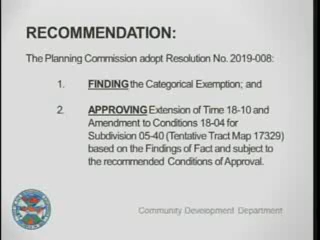 RECOMMENDATION:
The Planning Commission adopt Resolution No. 2019-008:
1. FINDING the Categorical Exemption; and
2. APPROVING Extension of Time 18-10 and
Amendment to Conditions 18-04 for
Subdivision 05-40 (Tentative Tract Map 17329)
based on the Findings of Fact and subject to
the recommended Conditions of Approval.
Community Development Department